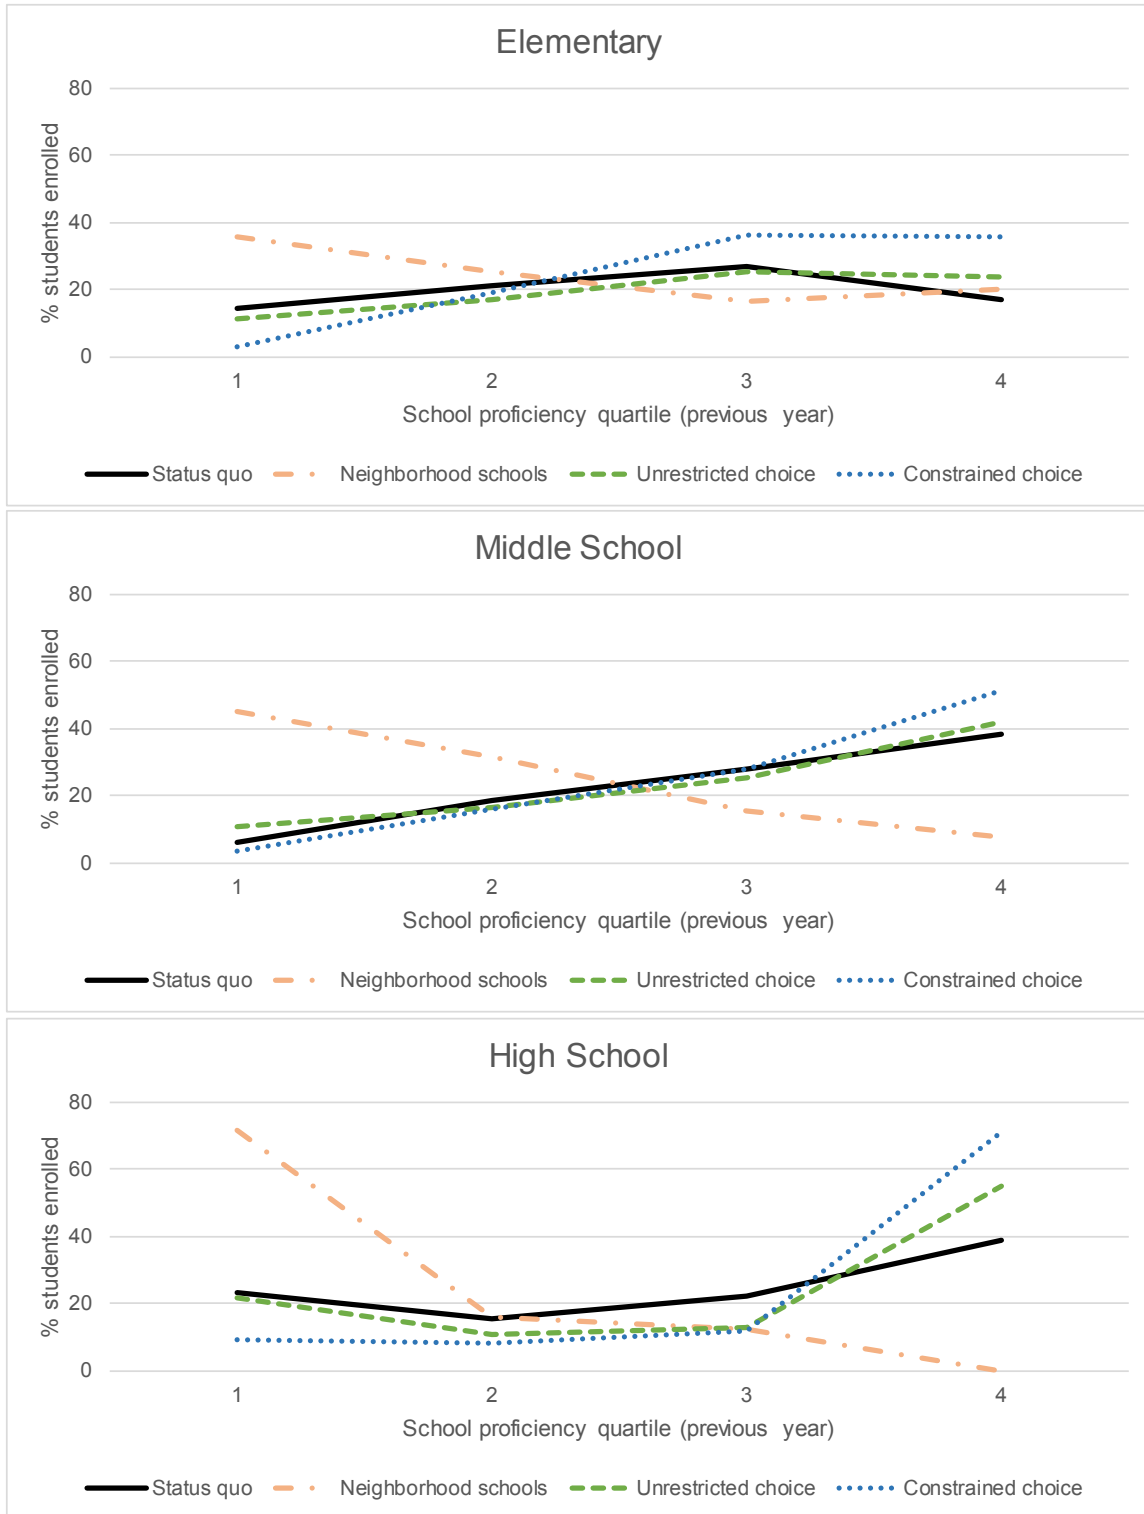 Elementary
% students enrolled
80
60
40
20
0
1 2 3 4
School proficiency quartile (previous year)
Status quo Neighborhood schools Unrestricted choice Constrained choice
Middle School
% students enrolled
80
60
40
20
0
1 2 3 4
School proficiency quartile (previous year)
Status quo Neighborhood schools Unrestricted choice Constrained choice
High School
% students enrolled
80
60
40
20
0
1 2 3 4
School proficiency quartile (previous year)
Status quo Neighborhood schools Unrestricted choice Constrained choice